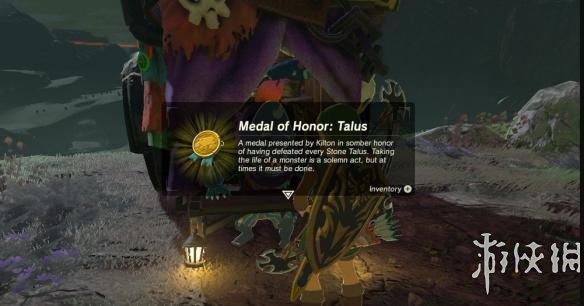 Medal of Honor: Talus
A medal presented by Kilton in somber honor
of having defeated every Stone Talus. Taking
the life of a monster is a solemn act, but at
times it must be done.
Inventory +
游侠网